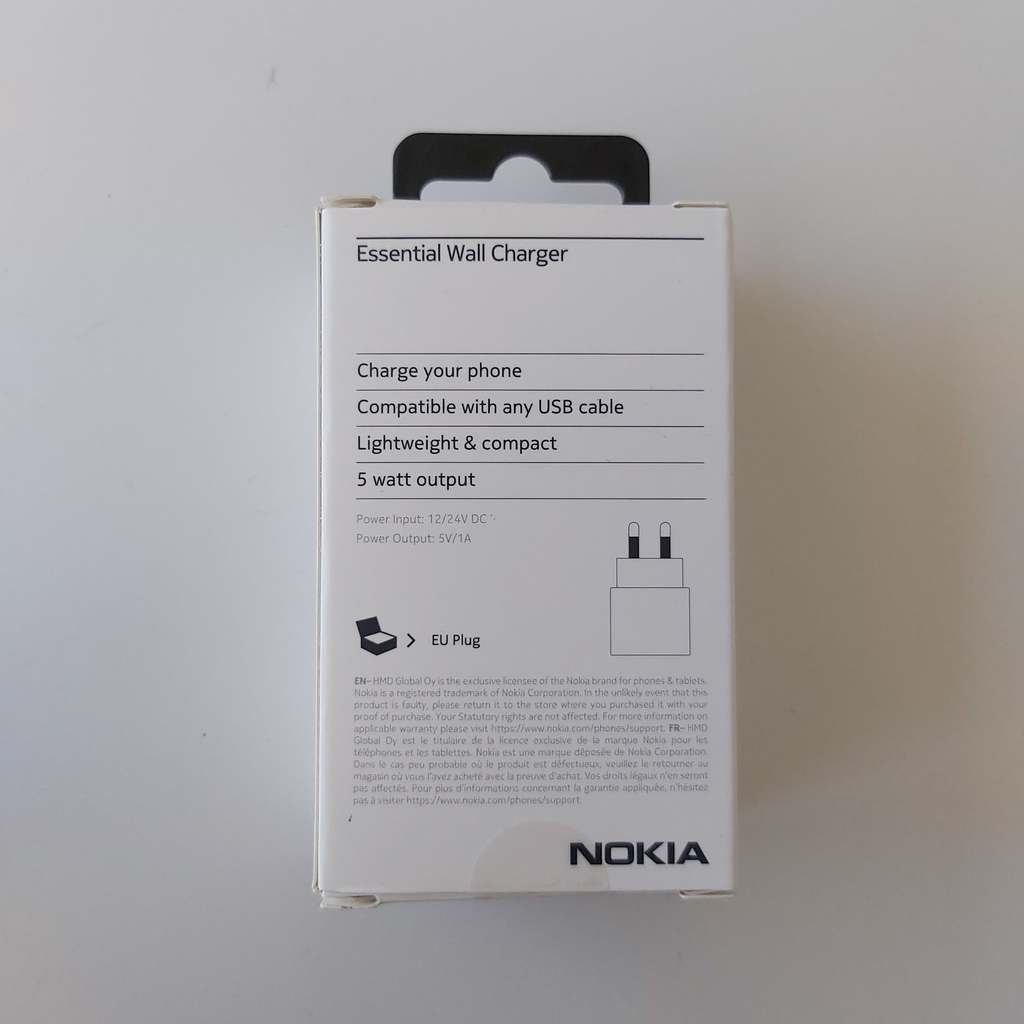 Essential Wall Charger
Charge your phone
Compatible with any USB cable
Lightweight & compact
5 watt output
Power Input: 12/24V DC
Power Output: 5V/1A
EU Plug
EN– HMD Global Oy is the exclusive licensee of the Nokia brand for phones & tablets.
Nokia is a registered trademark of Nokia Corporation. In the unlikely event that this
product is faulty, please return it to the store where you purchased it with your
proof of purchase. Your Statutory rights are not affected. For more information on
applicable warranty please visit https://www.nokia.com/phones/support. FR– HMD
Global Oy est le titulaire de la licence exclusive de la marque Nokia pour les
téléphones et les tablettes. Nokia est une marque déposée de Nokia Corporation.
Dans le cas peu probable où le produit est défectueux, veuillez le retourner au
magasin où vous l'avez acheté avec la preuve d'achat. Vos droits légaux n'en seront
pas affectés. Pour plus d'informations concernant la garantie appliquée, n'hésitez
pas à visiter https://www.nokia.com/phones/support.
NOKIA